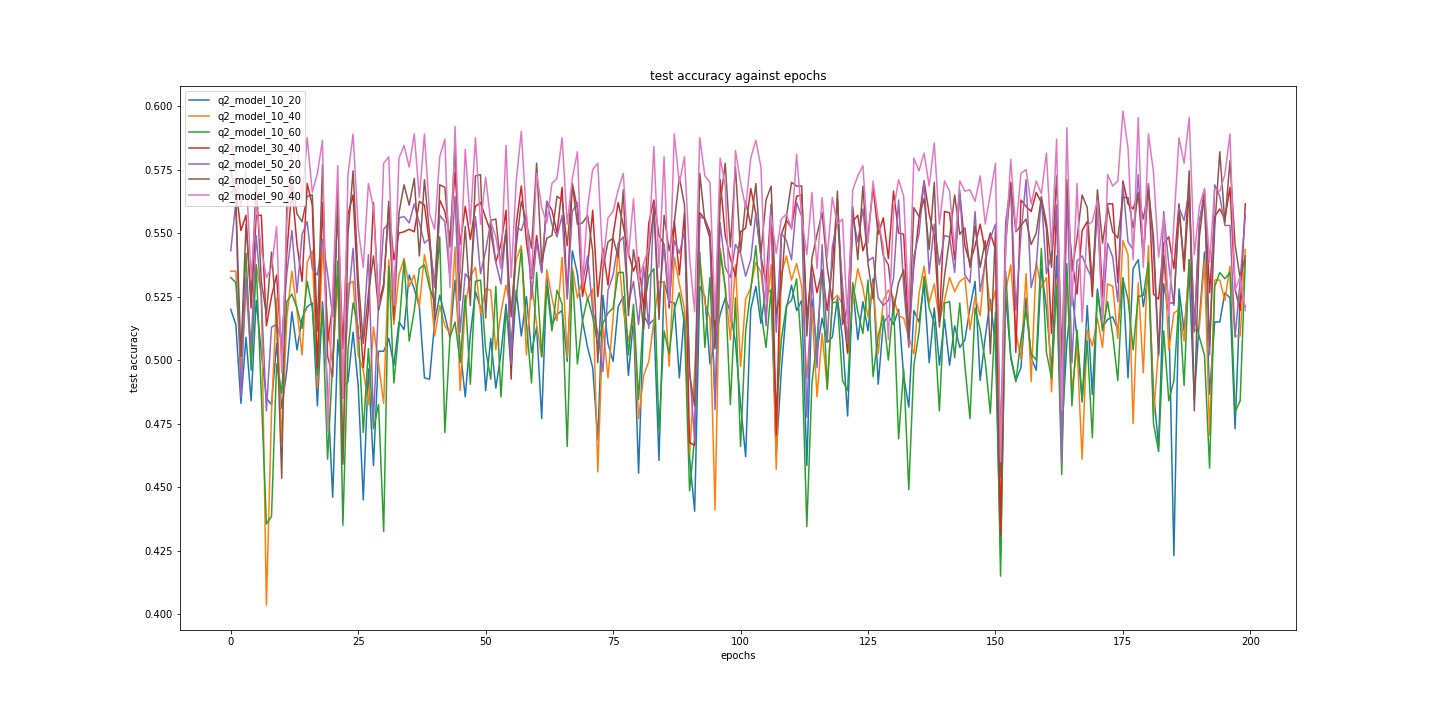 test accuracy against epochs
q2_model_10_20
q2_model_10_40
q2_model_10_60
q2_model_30_40
q2_model_50_20
q2_model_50_60
q2_model_90_40
0.600
0.575
0.550
0.525
0.500
0.475
0.450
0.425
0.400
test accuracy
0 25 50 75 100 125 150 175 200
epochs